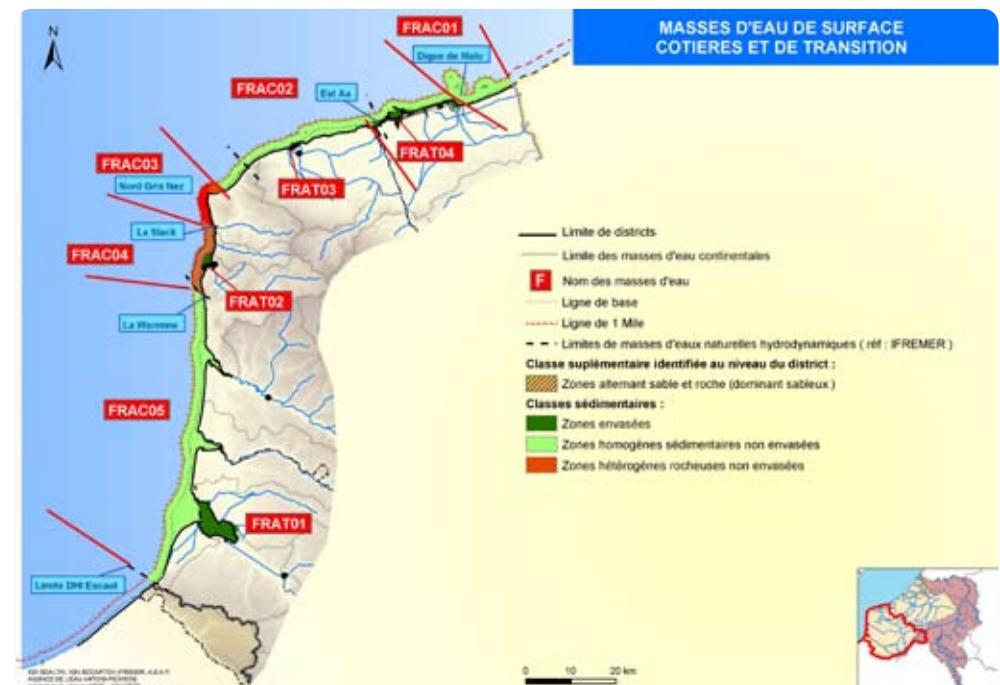 MASSES D'EAU DE SURFACE
COTIERES ET DE TRANSITION
N
FRAC01
Digue de Malo
FRAC02
Est Aa
FRAT04
FRAC03
Nord Gris Nez
FRAT03
La Slack
FRAC04
FRAT02
La Warenne
FRAC05
FRAT01
Limite DHI Escaut
Limite de districts
Limite des masses d'eau continentales
F Nom des masses d'eau
Ligne de base
Ligne de 1 Mile
Limites de masses d'eaux naturelles hydrodynamiques ( réf : IFREMER )
Classe suplémentaire identifiée au niveau du district :
Zones alternant sable et roche (dominant sableux )
Classes sédimentaires :
Zones envasées
Zones homogènes sédimentaires non envasées
Zones hétérogènes rocheuses non envasées
0 10 20 km